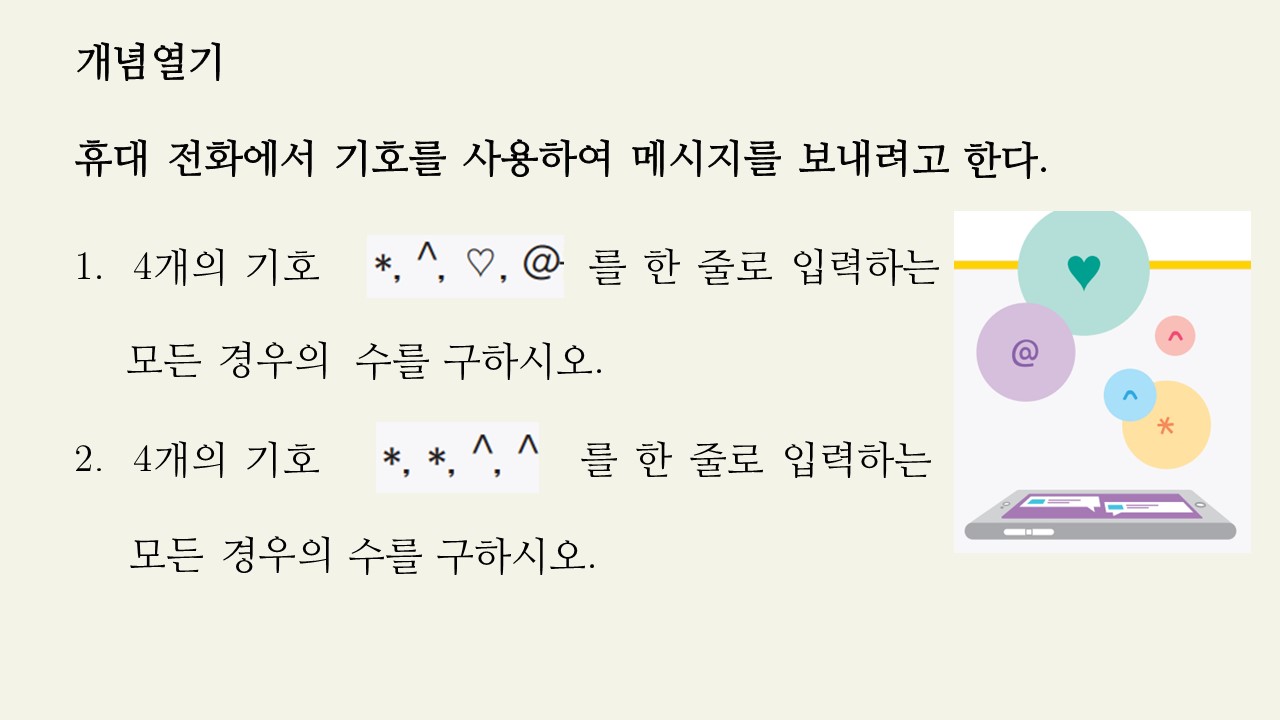 개념열기
휴대 전화에서 기호를 사용하여 메시지를 보내려고 한다.
1. 4개의 기호 *, ^, ♡, @ 를 한 줄로 입력하는
모든 경우의 수를 구하시오.
2. 4개의 기호 *, *, ^, ^ 를 한 줄로 입력하는
모든 경우의 수를 구하시오.
♥
@
^
^
*